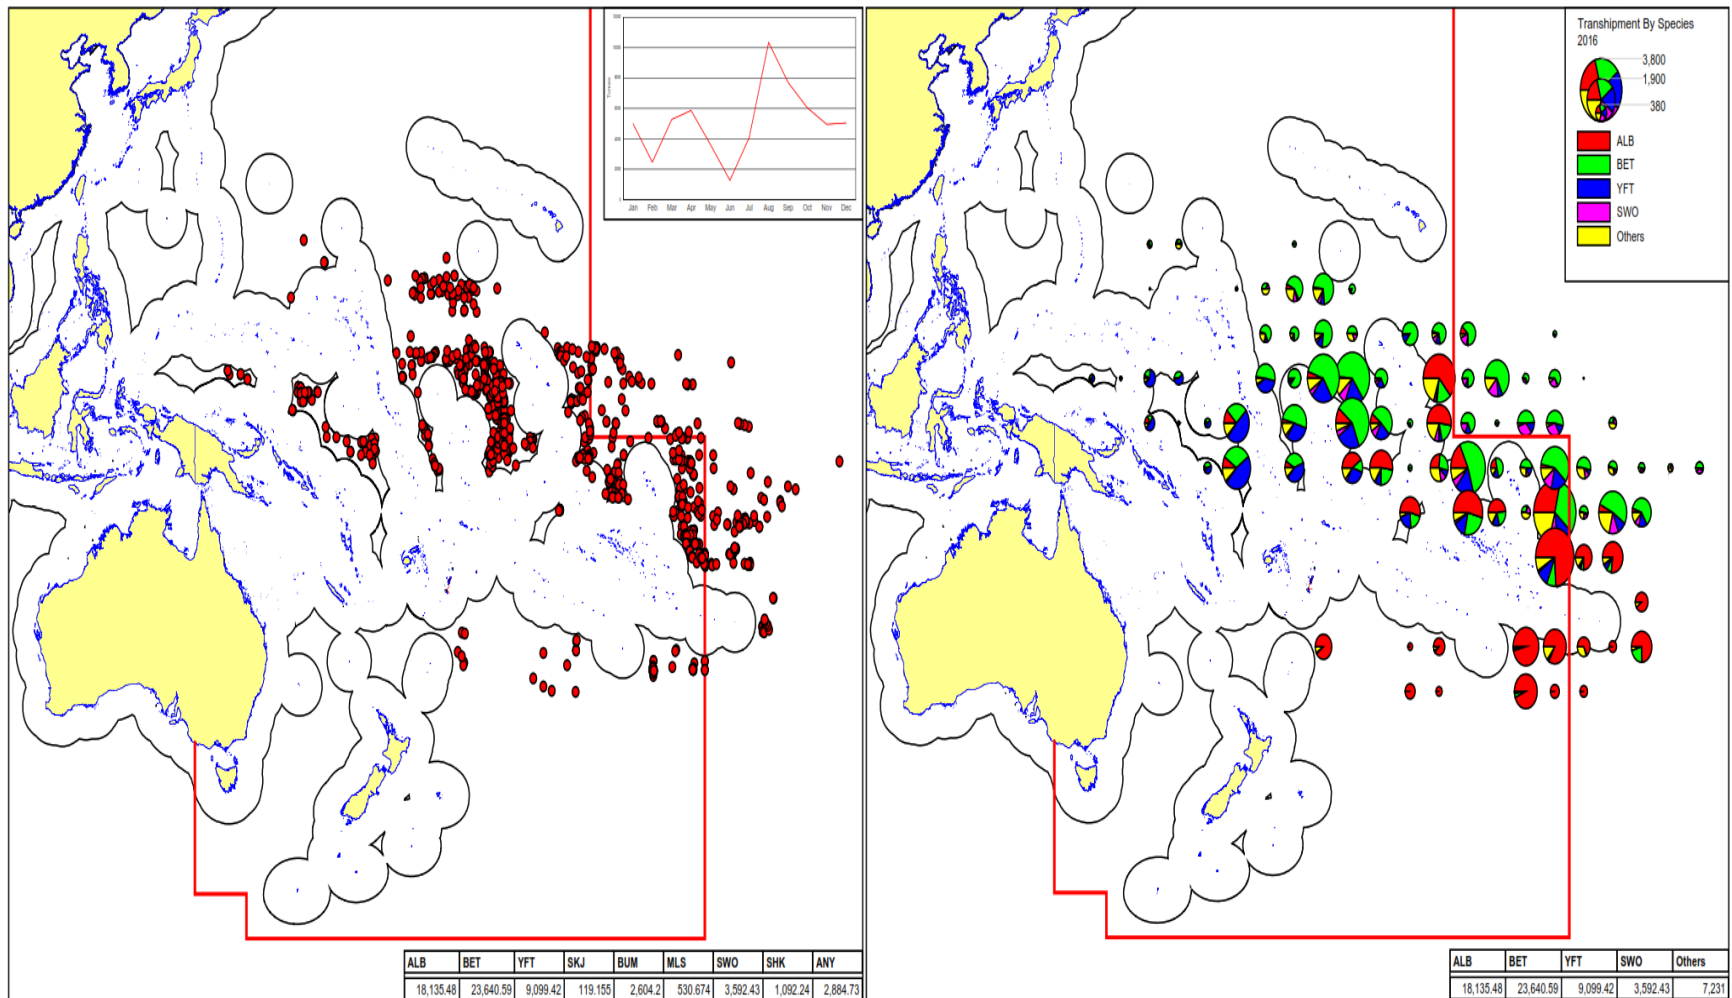 Jan Feb Mar Apr May Jun Jul Aug Sep Oct Nov Dec
ALB BET YFT SKJ BUM MLS SWO SHK ANY
18,135.48 23,640.59 9,099.42 119.155 2,604.2 530.674 3,592.43 1,092.24 2,884.73
Transhipment By Species
2016
3,800
1,900
380
ALB
BET
YFT
SWO
Others
ALB BET YFT SWO Others
18,135.48 23,640.59 9,099.42 3,592.43 7,231